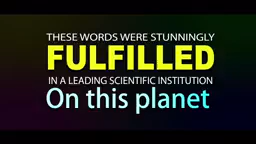 THESE WORDS WERE STUNNINGLY
FULFILLED
IN A LEADING SCIENTIFIC INSTITUTION
On this planet